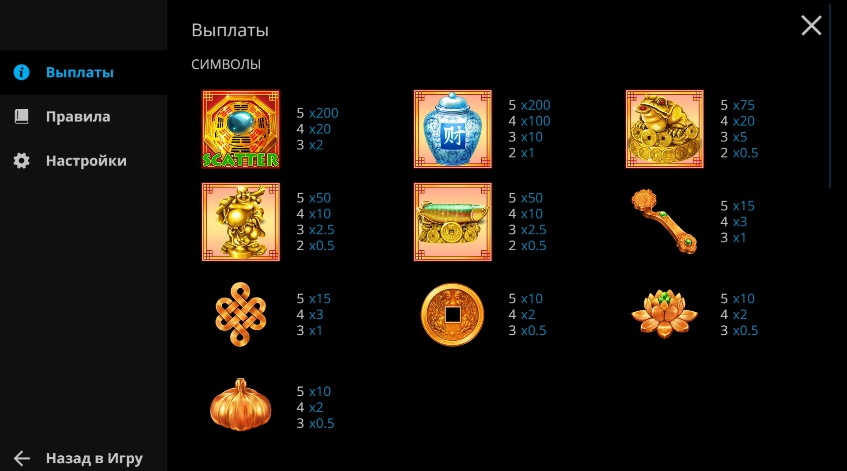 Выплаты
Правила
Настройки
Назад в Игру
Выплаты
СИМВОЛЫ
SCATTER
5 x200
4 x20
3 x2
财
5 x200
4 x100
3 x10
2 x1
5 x75
4 x20
3 x5
2 x0.5
5 x50
4 x10
3 x2.5
2 x0.5
5 x50
4 x10
3 x2.5
2 x0.5
5 x15
4 x3
3 x1
5 x15
4 x3
3 x1
5 x10
4 x2
3 x0.5
5 x10
4 x2
3 x0.5
5 x10
4 x2
3 x0.5